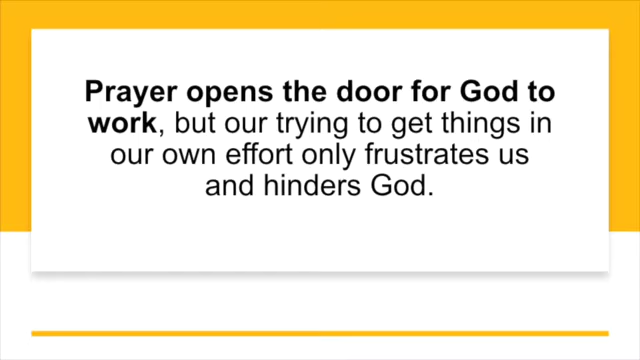 Prayer opens the door for God to
work, but our trying to get things in
our own effort only frustrates us
and hinders God.